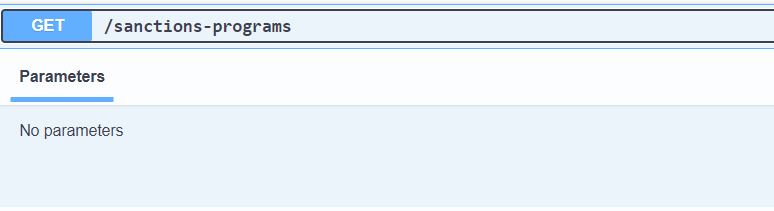 GET /sanctions-programs
Parameters
No parameters